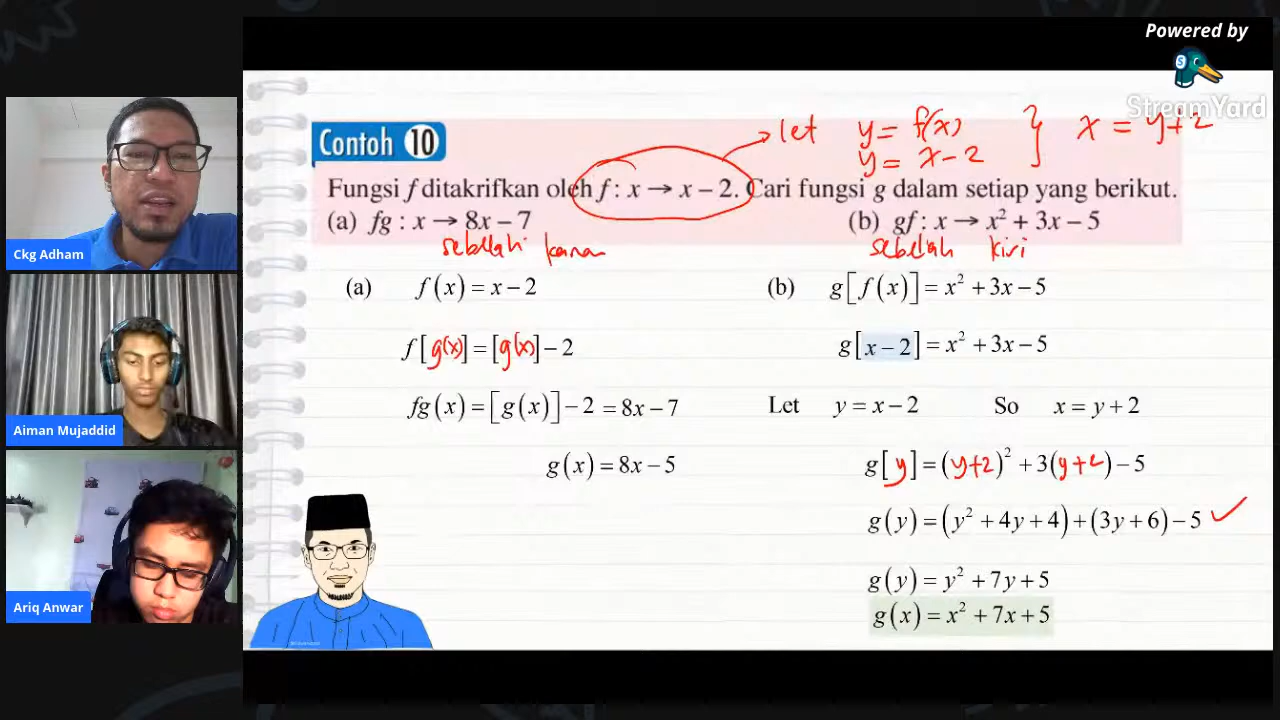 Powered by
StreamYard
Ckg Adham
Aiman Mujaddid
Ariq Anwar
let y = f(x) } x = y+2
y = x-2
Contoh 10
Fungsi f ditakrifkan oleh f : x → x – 2. Cari fungsi g dalam setiap yang berikut.
(a) fg : x → 8x – 7 (b) gf : x → x² + 3x – 5
sebelah kanan sebelah kiri
(a) f(x) = x – 2
f[g(x)] = [g(x)] – 2
fg(x) = [g(x)] – 2 = 8x – 7
g(x) = 8x – 5
(b) g[f(x)] = x² + 3x – 5
g[x – 2] = x² + 3x – 5
Let y = x – 2 So x = y + 2
g[y] = (y+2)² + 3(y+2) – 5
g(y) = (y² + 4y + 4) + (3y + 6) – 5 ✓
g(y) = y² + 7y + 5
g(x) = x² + 7x + 5